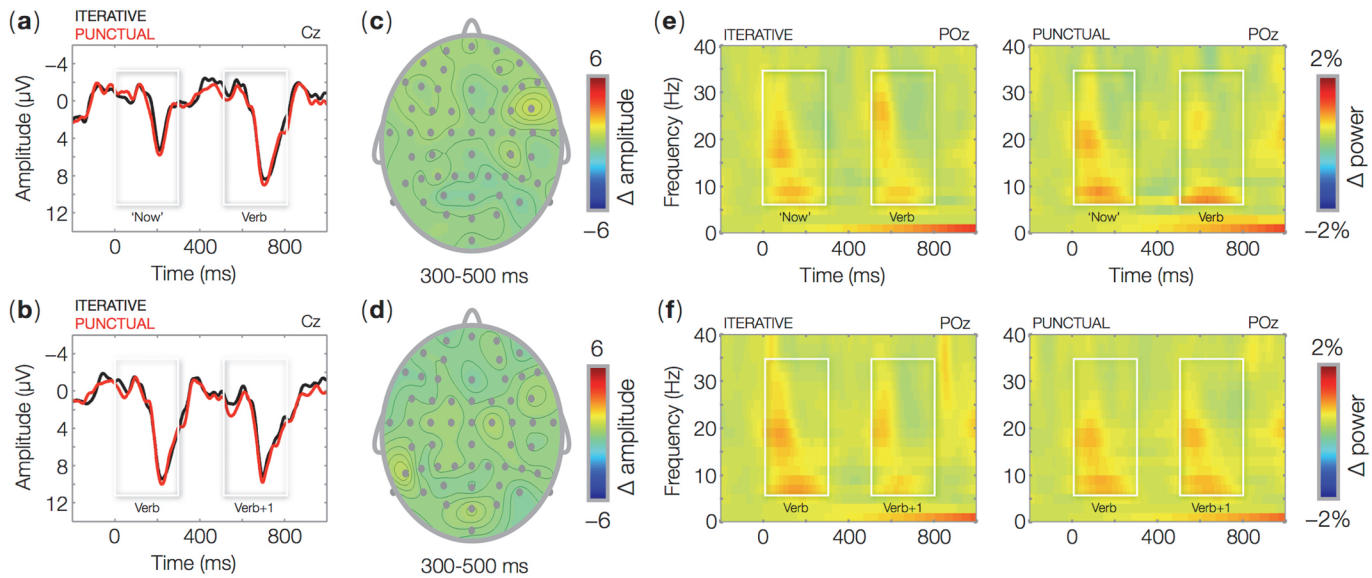 (a)
ITERATIVE
PUNCTUAL
Cz
−4
0
4
8
12
Amplitude (µV)
'Now'
Verb
0 400 800
Time (ms)
(c)
6
Δ amplitude
−6
300-500 ms
(e)
ITERATIVE
POz
40
30
20
10
0
Frequency (Hz)
'Now'
Verb
0 400 800
Time (ms)
PUNCTUAL
POz
40
30
20
10
0
'Now'
Verb
0 400 800
Time (ms)
2%
Δ power
−2%
(b)
ITERATIVE
PUNCTUAL
Cz
−4
0
4
8
12
Amplitude (µV)
Verb
Verb+1
0 400 800
Time (ms)
(d)
6
Δ amplitude
−6
300-500 ms
(f)
ITERATIVE
POz
40
30
20
10
0
Frequency (Hz)
Verb
Verb+1
0 400 800
Time (ms)
PUNCTUAL
POz
40
30
20
10
0
Verb
Verb+1
0 400 800
Time (ms)
2%
Δ power
−2%